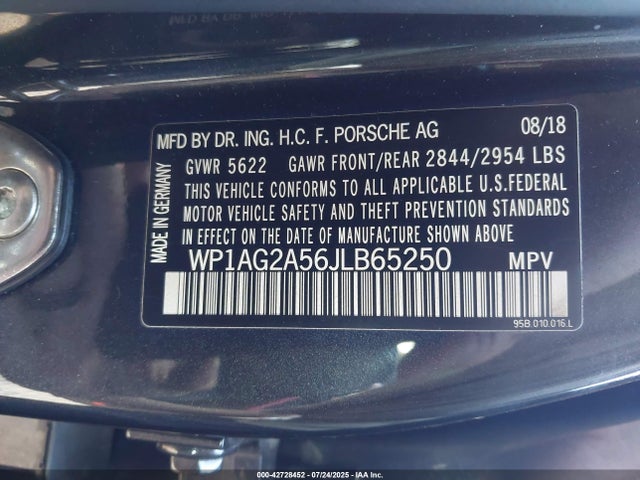 MFD BY DR. ING. H.C. F. PORSCHE AG 08/18
GVWR 5622 GAWR FRONT/REAR 2844/2954 LBS
THIS VEHICLE CONFORMS TO ALL APPLICABLE U.S.FEDERAL
MOTOR VEHICLE SAFETY AND THEFT PREVENTION STANDARDS
IN EFFECT ON THE DATE OF MANUFACTURE SHOWN ABOVE.
WP1AG2A56JLB65250 MPV
MADE IN GERMANY
95B.010.016.L
000-42728452 - 07/24/2025 - IAA Inc.